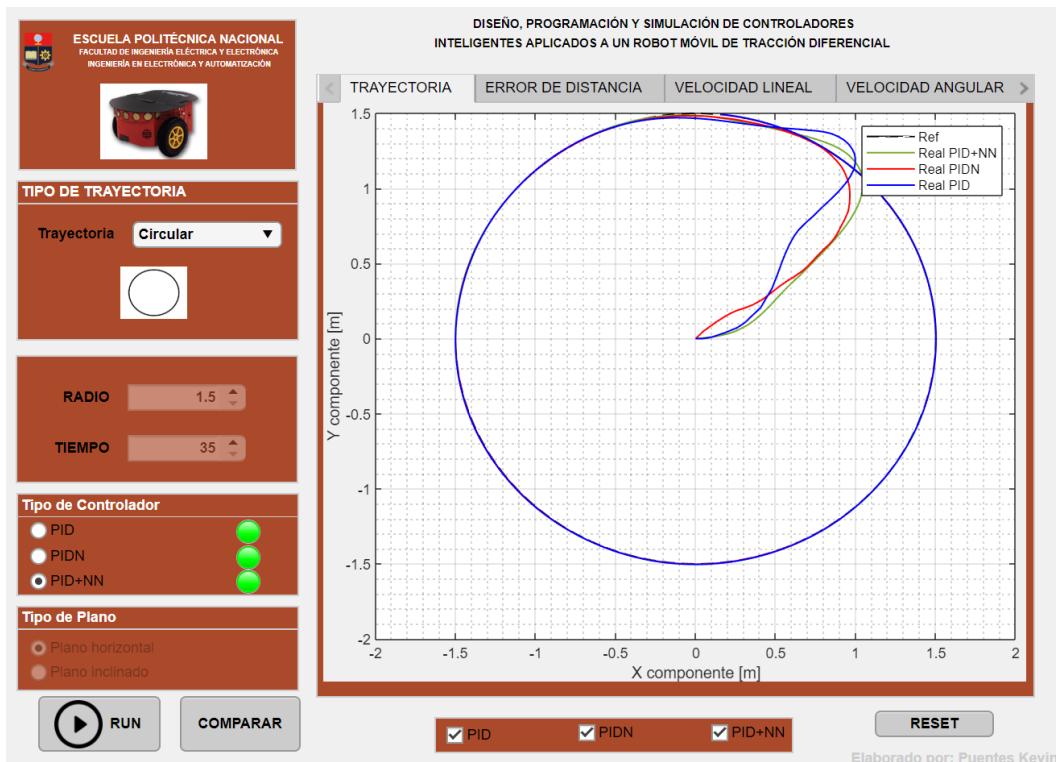 ESCUELA POLITÉCNICA NACIONAL
FACULTAD DE INGENIERÍA ELÉCTRICA Y ELECTRÓNICA
INGENIERÍA EN ELECTRÓNICA Y AUTOMATIZACIÓN
DISEÑO, PROGRAMACIÓN Y SIMULACIÓN DE CONTROLADORES
INTELIGENTES APLICADOS A UN ROBOT MÓVIL DE TRACCIÓN DIFERENCIAL
TIPO DE TRAYECTORIA
Trayectoria Circular
RADIO 1.5
TIEMPO 35
Tipo de Controlador
PID
PIDN
PID+NN
Tipo de Plano
Plano horizontal
Plano inclinado
RUN
COMPARAR
TRAYECTORIA ERROR DE DISTANCIA VELOCIDAD LINEAL VELOCIDAD ANGULAR
Ref
Real PID+NN
Real PIDN
Real PID
1.5
1
0.5
0
-0.5
-1
-1.5
-2
Y componente [m]
-2 -1.5 -1 -0.5 0 0.5 1 1.5 2
X componente [m]
PID PIDN PID+NN
RESET
Elaborado por: Puentes Kevin